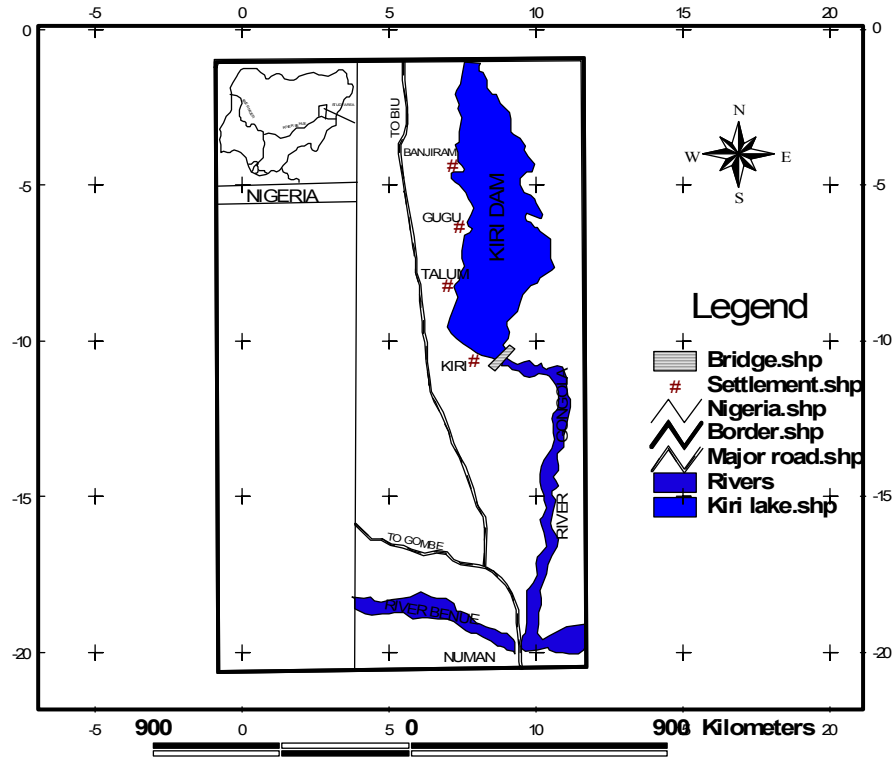 -5 0 5 10 15 20
0 0
TO BIU
NIGERIA
BANJIRAM
GUGU
TALUM
KIRI DAM
KIRI
RIVER GONGOLA
TO GOMBE
RIVER BENUE
NUMAN
N
W E
S
-5 -5
-10 -10
-15 -15
-20 -20
Legend
Bridge.shp
# Settlement.shp
Nigeria.shp
Border.shp
Major road.shp
Rivers
Kiri lake.shp
-5 0 5 10 15 20
900 0 900 Kilometers